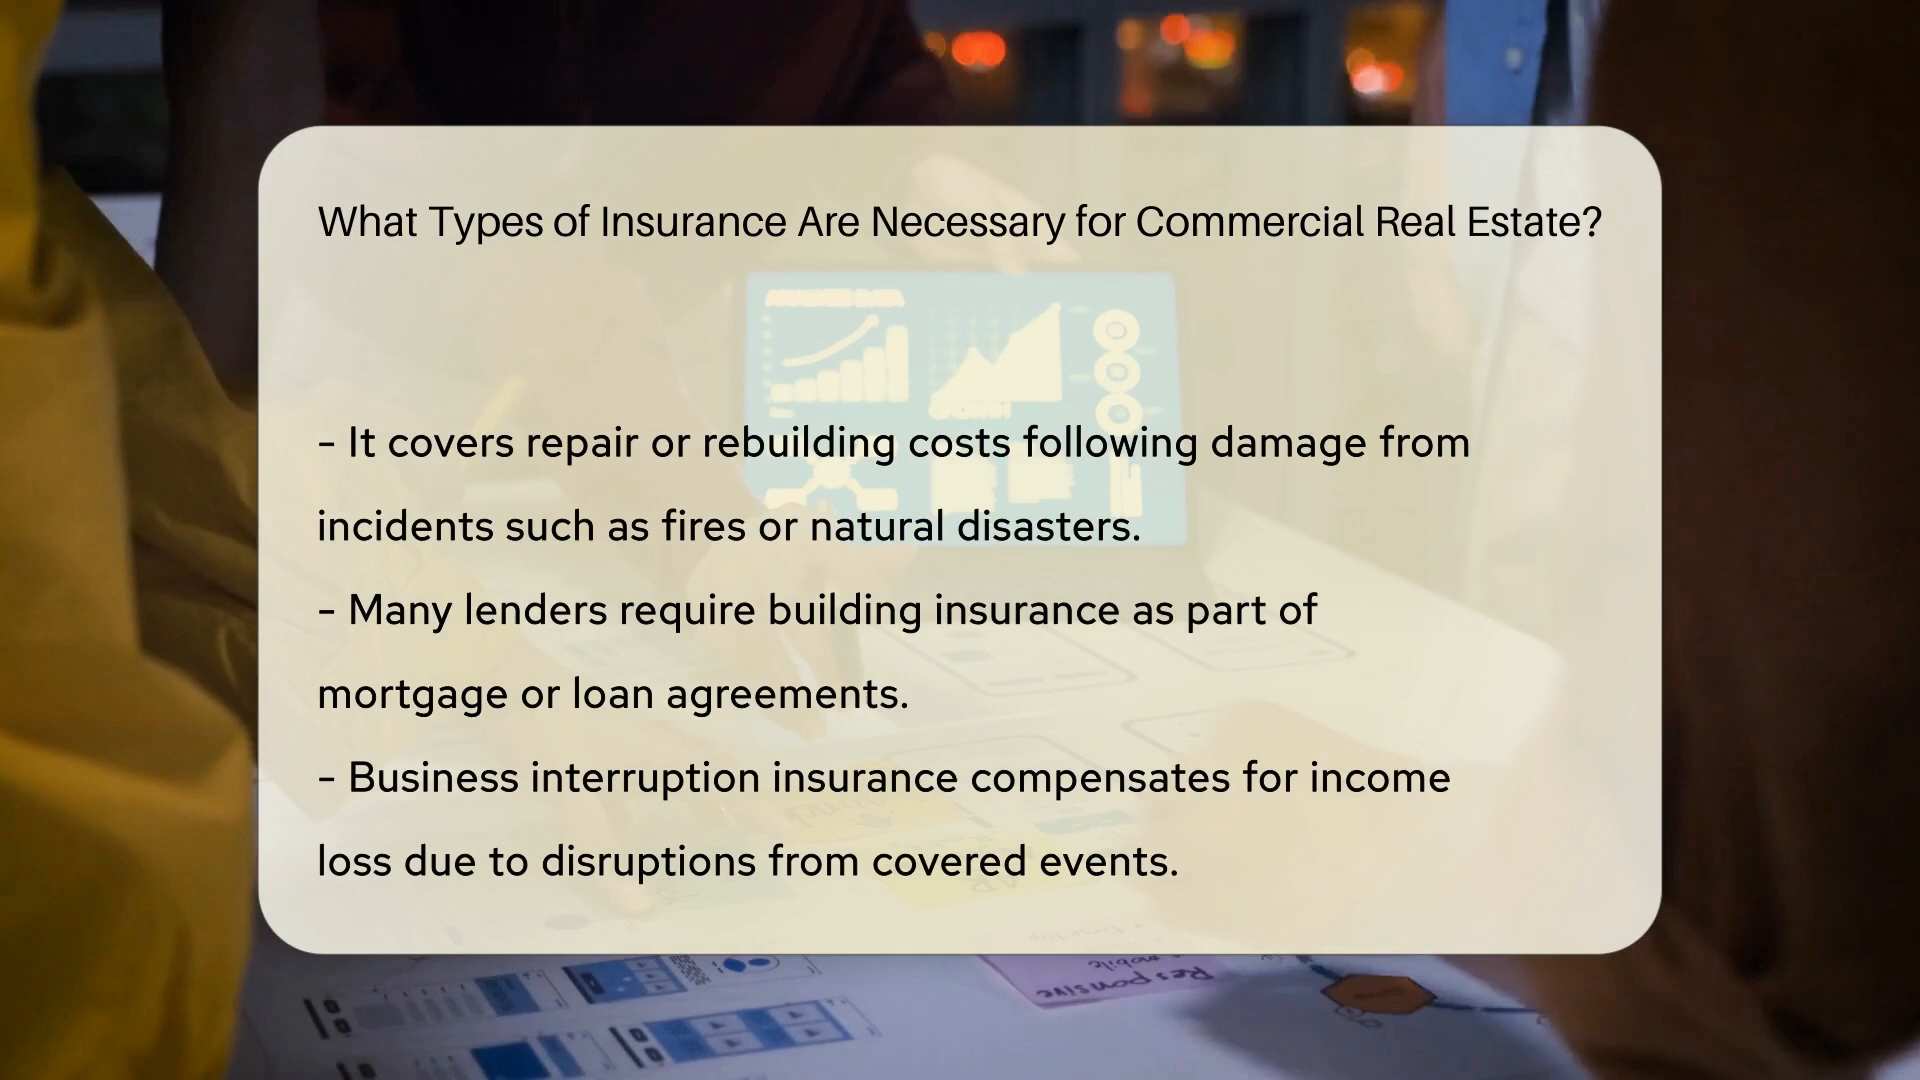 What Types of Insurance Are Necessary for Commercial Real Estate?
- It covers repair or rebuilding costs following damage from
incidents such as fires or natural disasters.
- Many lenders require building insurance as part of
mortgage or loan agreements.
- Business interruption insurance compensates for income
loss due to disruptions from covered events.
mobile
Responsive